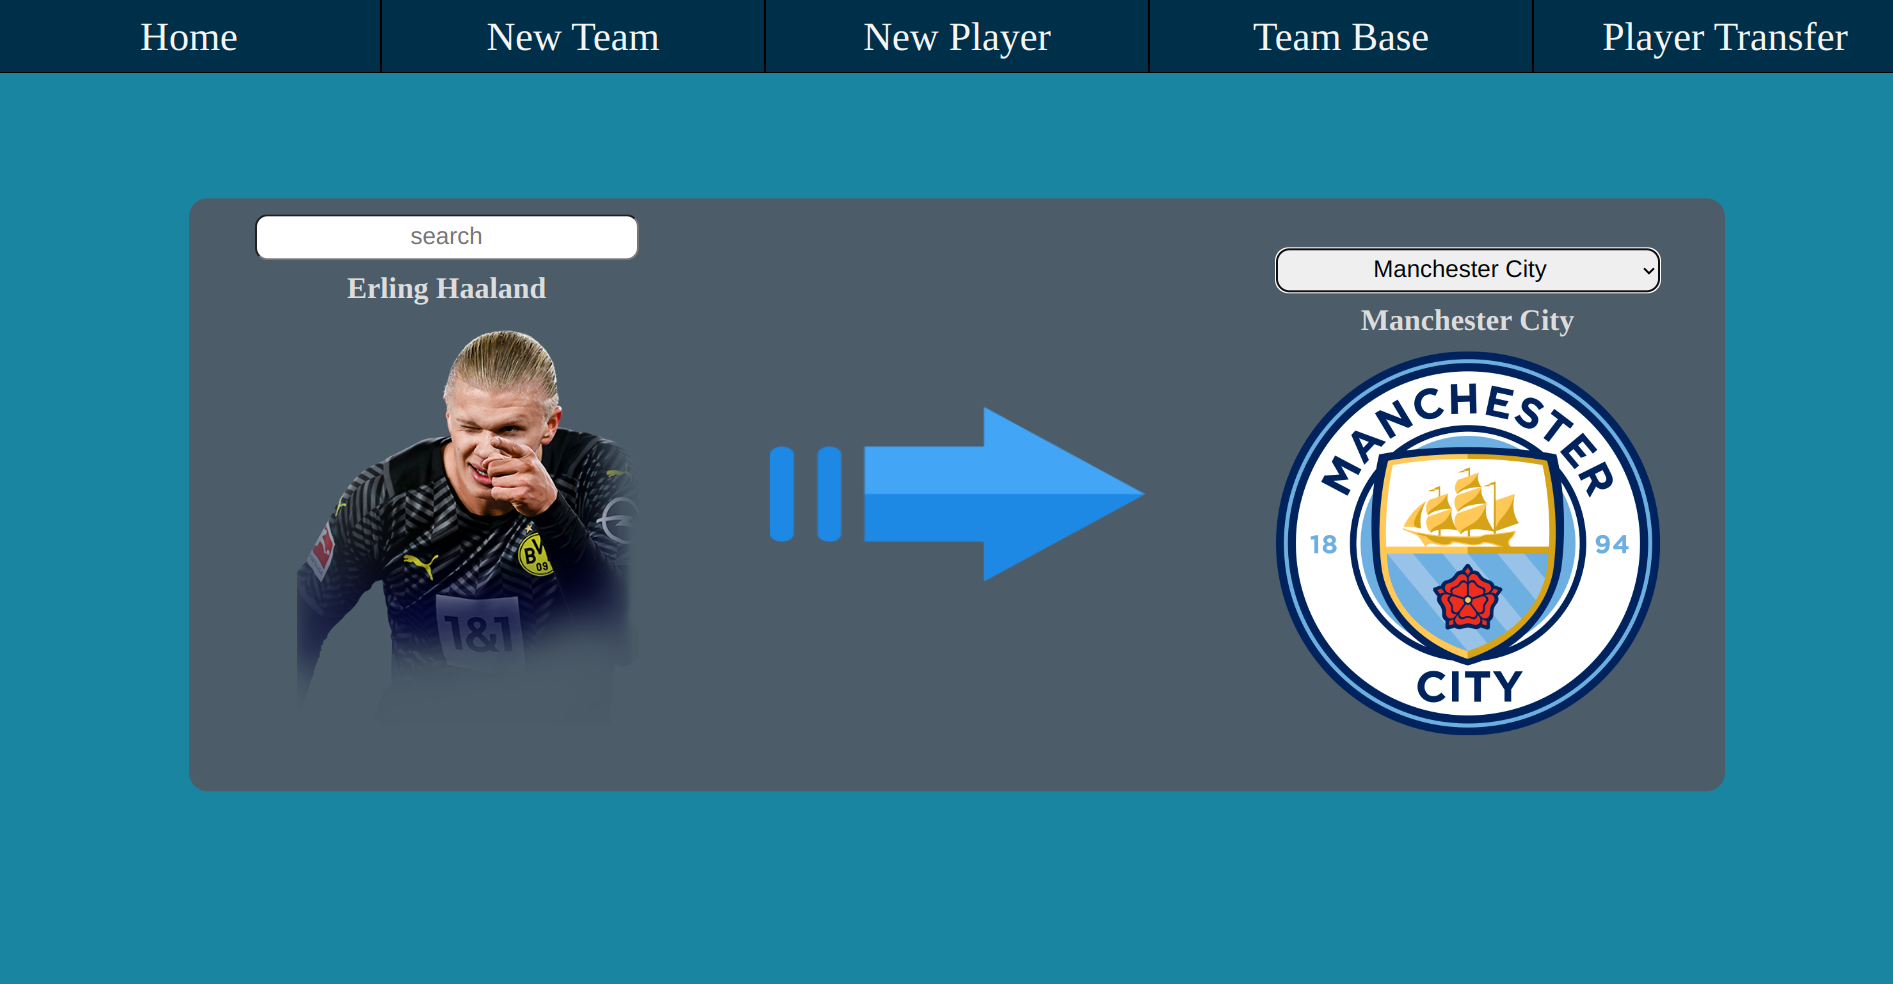 Home
New Team
New Player
Team Base
Player Transfer
search
Erling Haaland
BVB
09
1&1
Manchester City
Manchester City
MANCHESTER
18
94
CITY